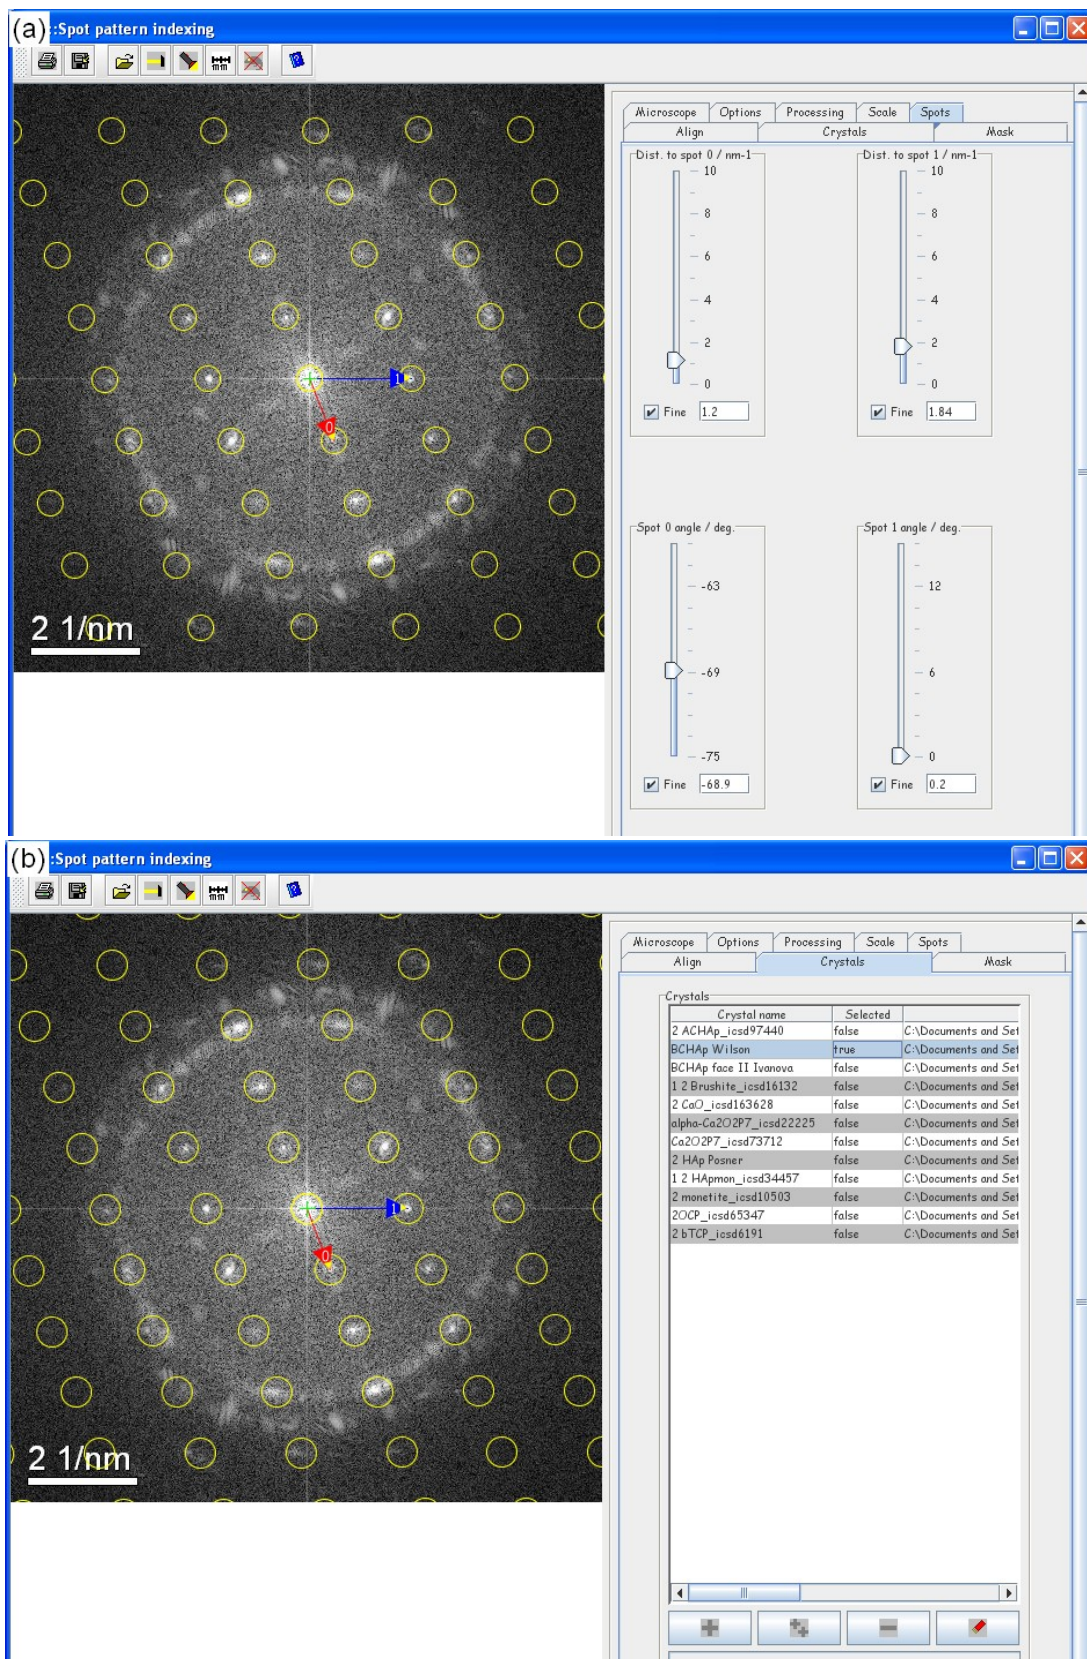 (a) ::Spot pattern indexing
Microscope Options Processing Scale Spots
Align Crystals Mask
Dist. to spot 0 / nm-1 Dist. to spot 1 / nm-1
10 10
8 8
6 6
4 4
2 2
0 0
Fine 1.2 Fine 1.84
1
0
2 1/nm
Spot 0 angle / deg. Spot 1 angle / deg.
-63 12
-69 6
-75 0
Fine -68.9 Fine 0.2
(b) :Spot pattern indexing
Microscope Options Processing Scale Spots
Align Crystals Mask
Crystals
Crystal name Selected
2 ACHAp_icsd97440 false C:\Documents and Set
BCHAp Wilson true C:\Documents and Set
BCHAp face II Ivanova false C:\Documents and Set
1 2 Brushite_icsd16132 false C:\Documents and Set
2 CaO_icsd163628 false C:\Documents and Set
alpha-Ca2O2P7_icsd22225 false C:\Documents and Set
Ca2O2P7_icsd73712 false C:\Documents and Set
2 HAp Posner false C:\Documents and Set
1 2 HApmon_icsd34457 false C:\Documents and Set
2 monetite_icsd10503 false C:\Documents and Set
2OCP_icsd65347 false C:\Documents and Set
2 bTCP_icsd6191 false C:\Documents and Set
1
0
2 1/nm